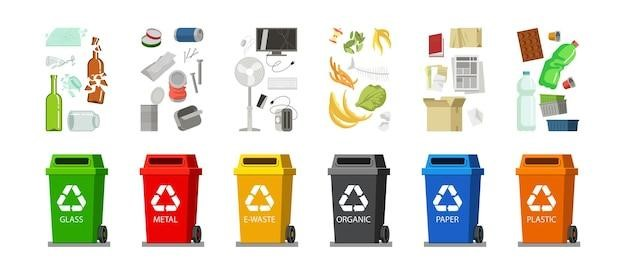 GLASS
METAL
E-WASTE
ORGANIC
PAPER
PLASTIC